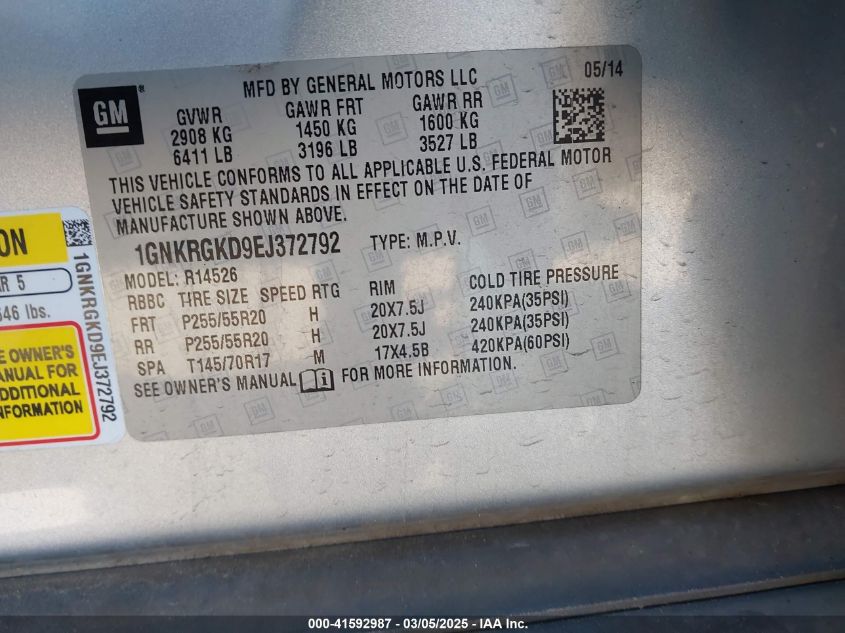 GM
®
MFD BY GENERAL MOTORS LLC
05/14
GVWR GAWR FRT GAWR RR
2908 KG 1450 KG 1600 KG
6411 LB 3196 LB 3527 LB
THIS VEHICLE CONFORMS TO ALL APPLICABLE U.S. FEDERAL MOTOR
VEHICLE SAFETY STANDARDS IN EFFECT ON THE DATE OF
MANUFACTURE SHOWN ABOVE.
1GNKRGKD9EJ372792 TYPE: M.P.V.
MODEL: R14526
RBBC TIRE SIZE SPEED RTG RIM COLD TIRE PRESSURE
FRT P255/55R20 H 20X7.5J 240KPA(35PSI)
RR P255/55R20 H 20X7.5J 240KPA(35PSI)
SPA T145/70R17 M 17X4.5B 420KPA(60PSI)
SEE OWNER'S MANUAL i FOR MORE INFORMATION.
ON
R 5
646 lbs.
E OWNER'S
ANUAL FOR
DDITIONAL
NFORMATION
1GNKRGKD9EJ372792
000-41592987 - 03/05/2025 - IAA Inc.